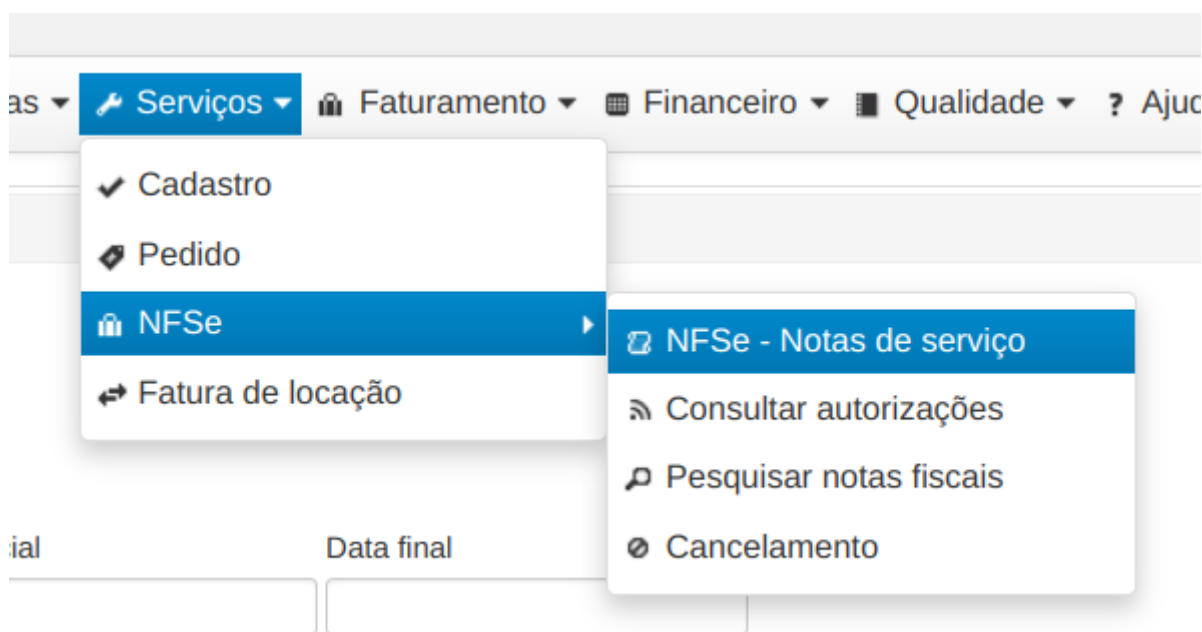 as Serviços Faturamento Financeiro Qualidade ? Ajud
Cadastro
Pedido
NFSe
Fatura de locação
NFSe - Notas de serviço
Consultar autorizações
Pesquisar notas fiscais
Cancelamento
ial Data final